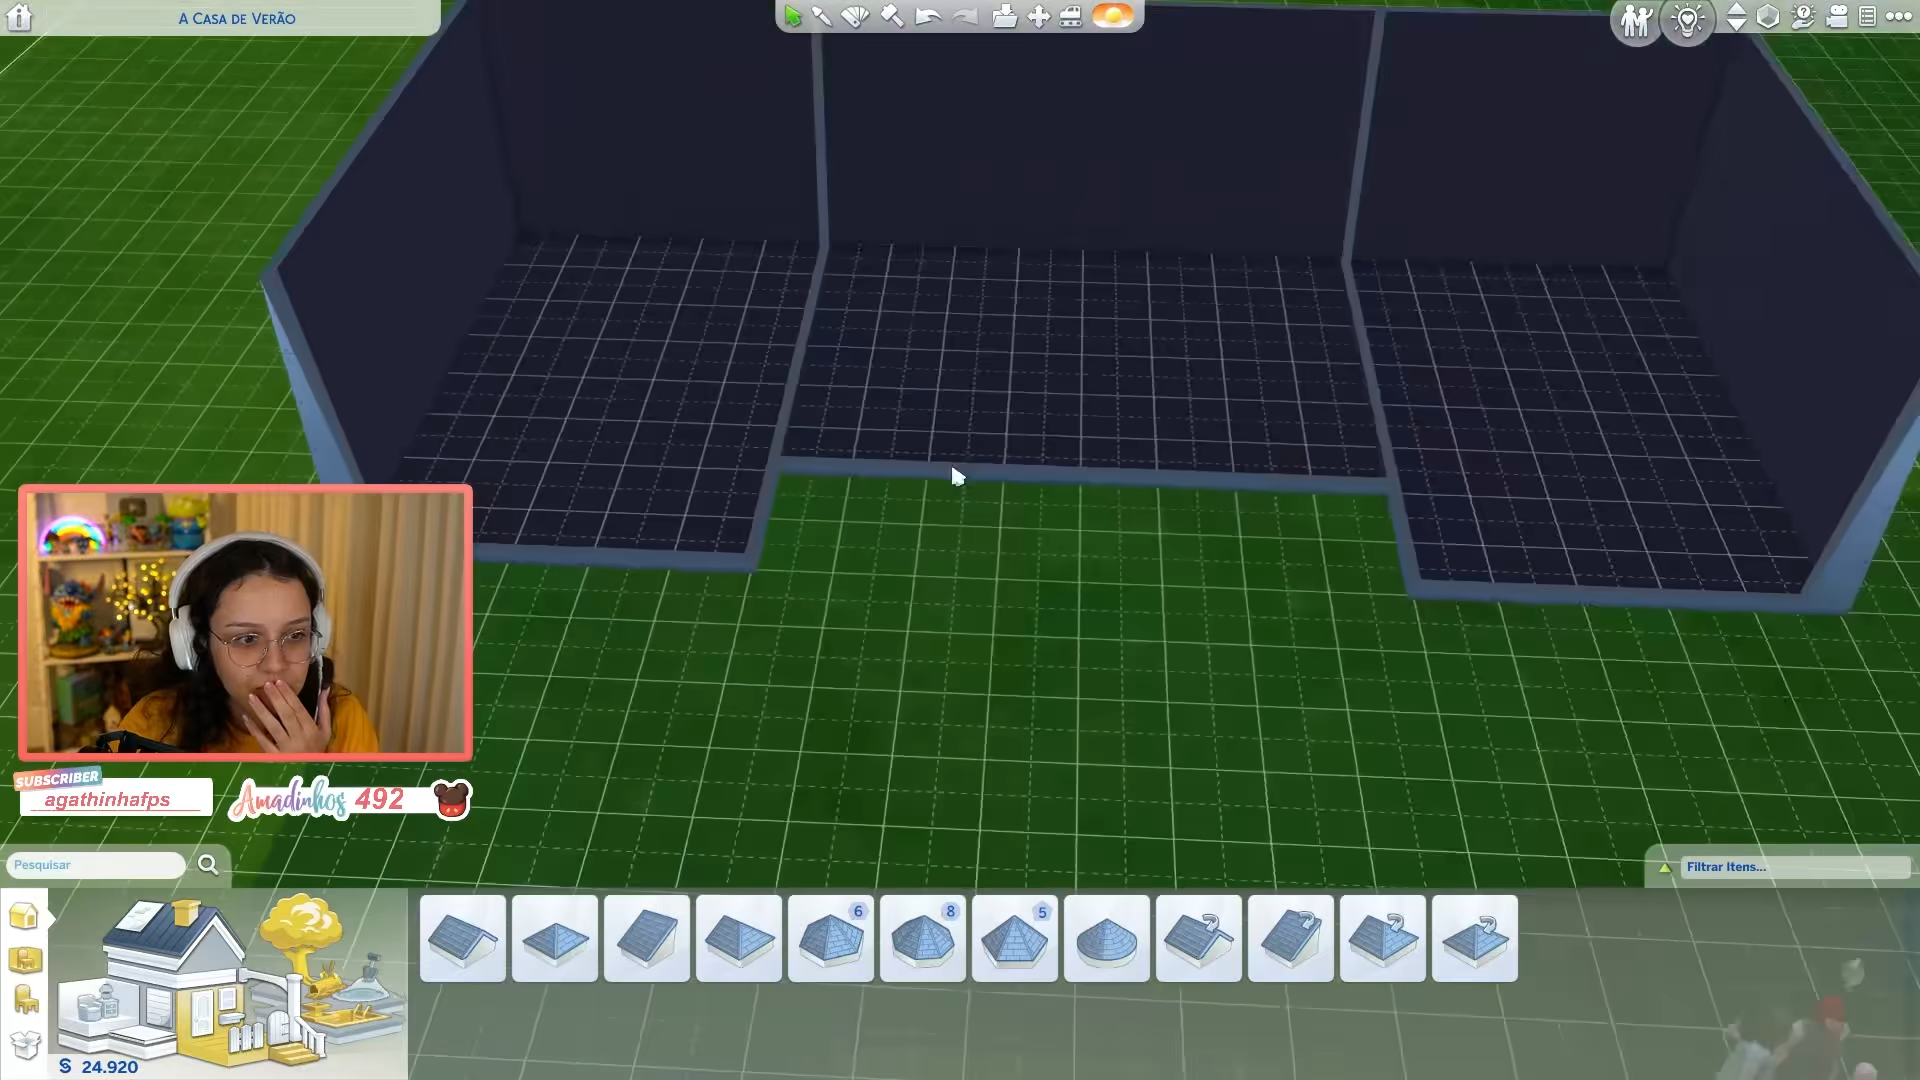 A CASA DE VERÃO
SUBSCRIBER
agathinhafps
Amadinhos 492
Pesquisar
Filtrar Itens...
6
8
5
S 24.920